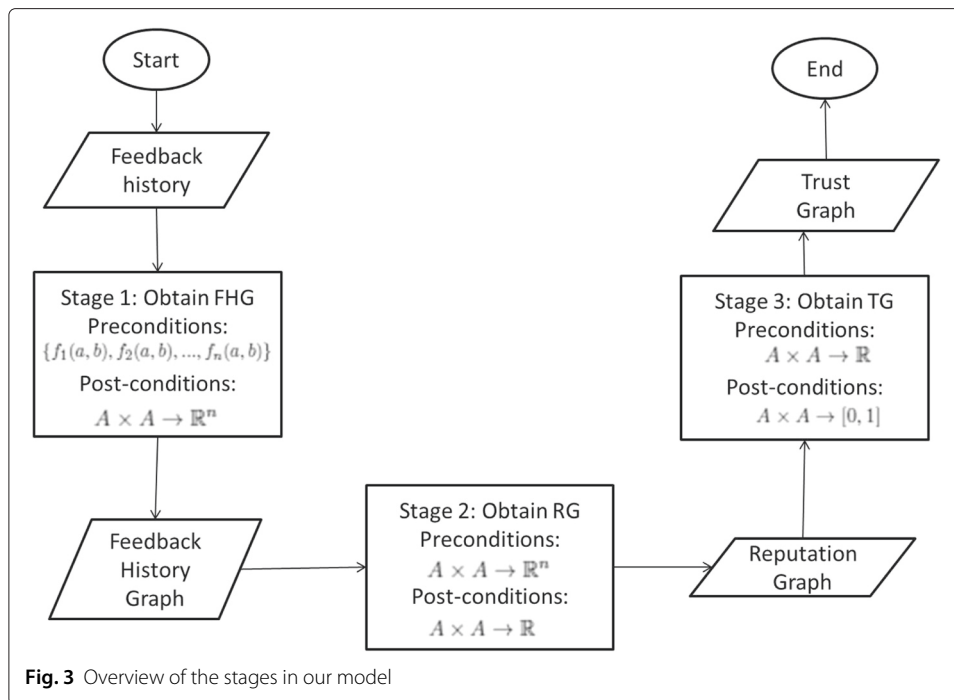 Start
Feedback
history
Stage 1: Obtain FHG
Preconditions:
{f₁(a, b), f₂(a, b), ..., fₙ(a, b)}
Post-conditions:
A × A → ℝⁿ
Feedback
History
Graph
Stage 2: Obtain RG
Preconditions:
A × A → ℝⁿ
Post-conditions:
A × A → ℝ
Reputation
Graph
Stage 3: Obtain TG
Preconditions:
A × A → ℝ
Post-conditions:
A × A → [0, 1]
Trust
Graph
End
Fig. 3 Overview of the stages in our model